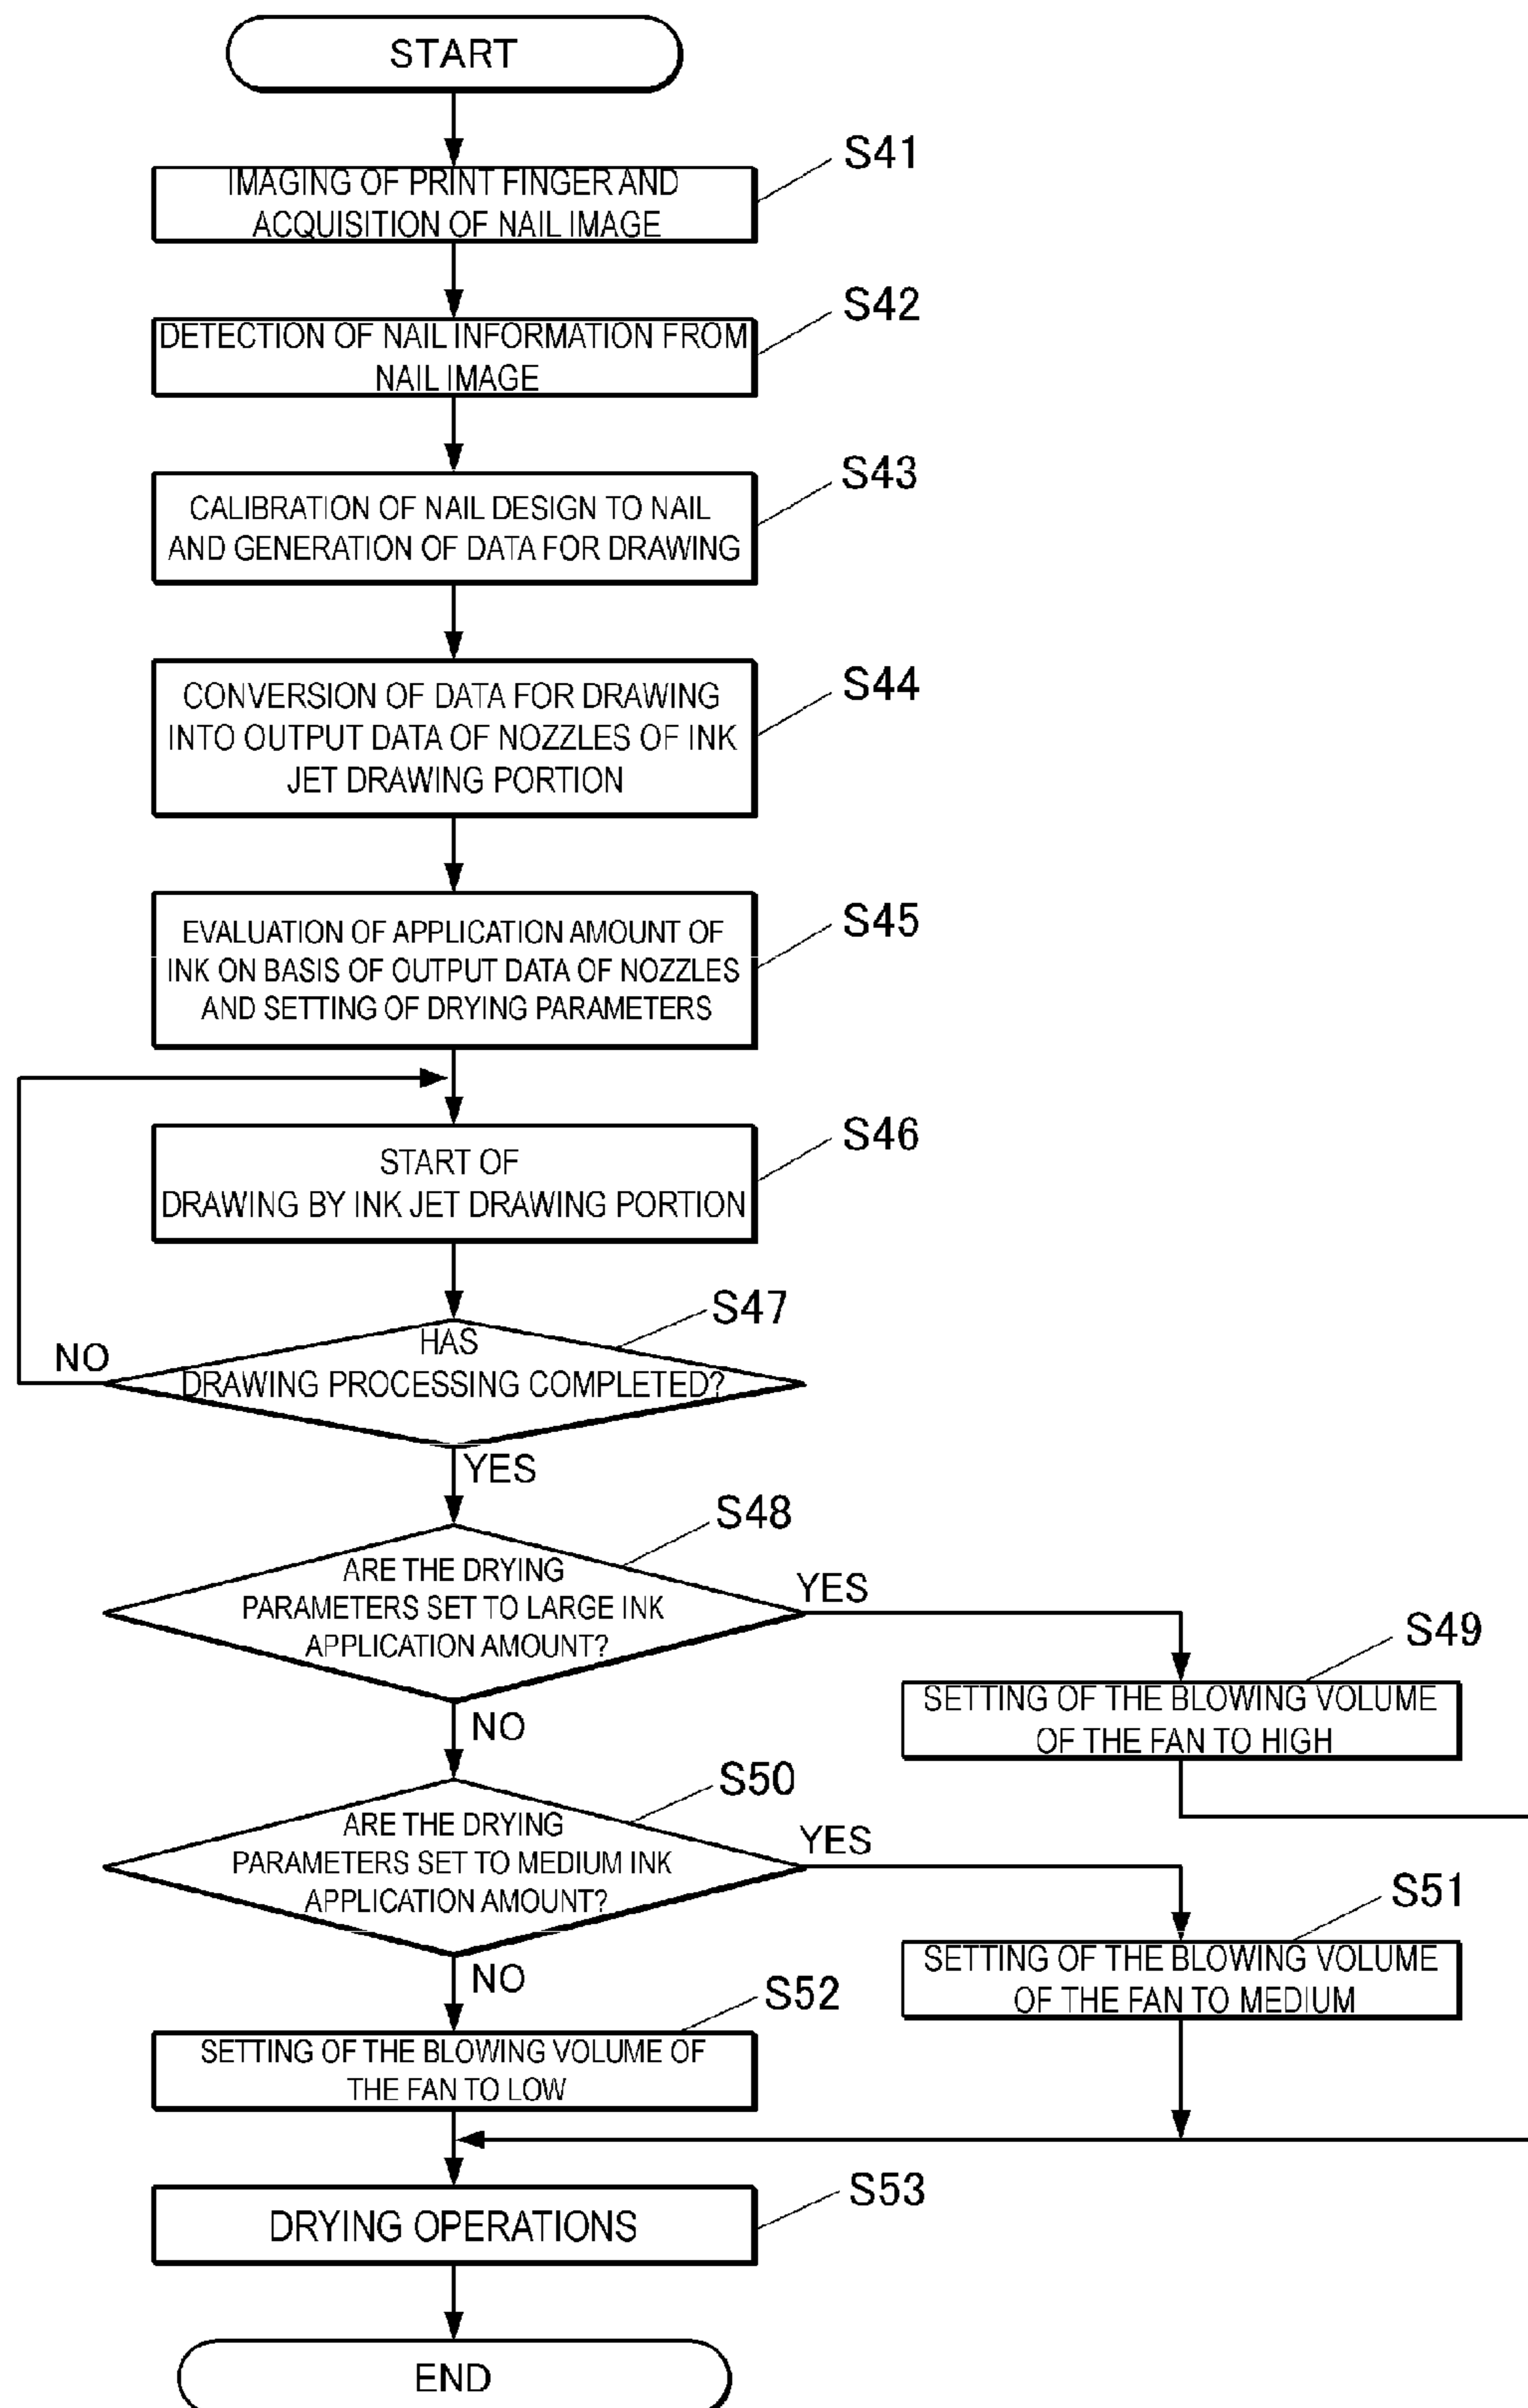 START
S41
IMAGING OF PRINT FINGER AND
ACQUISITION OF NAIL IMAGE
S42
DETECTION OF NAIL INFORMATION FROM
NAIL IMAGE
S43
CALIBRATION OF NAIL DESIGN TO NAIL
AND GENERATION OF DATA FOR DRAWING
S44
CONVERSION OF DATA FOR DRAWING
INTO OUTPUT DATA OF NOZZLES OF INK
JET DRAWING PORTION
S45
EVALUATION OF APPLICATION AMOUNT OF
INK ON BASIS OF OUTPUT DATA OF NOZZLES
AND SETTING OF DRYING PARAMETERS
S46
START OF
DRAWING BY INK JET DRAWING PORTION
S47
HAS
DRAWING PROCESSING COMPLETED?
NO
YES
S48
ARE THE DRYING
PARAMETERS SET TO LARGE INK
APPLICATION AMOUNT?
YES
S49
SETTING OF THE BLOWING VOLUME
OF THE FAN TO HIGH
NO
S50
ARE THE DRYING
PARAMETERS SET TO MEDIUM INK
APPLICATION AMOUNT?
YES
S51
SETTING OF THE BLOWING VOLUME
OF THE FAN TO MEDIUM
NO
S52
SETTING OF THE BLOWING VOLUME OF
THE FAN TO LOW
S53
DRYING OPERATIONS
END